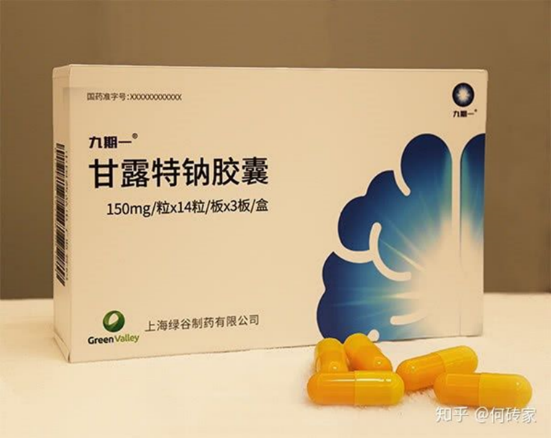 国药准字号:XXXXXXXXXXXX
九期一®
九期一®
甘露特钠胶囊
150mg/粒x14粒/板x3板/盒
Green Valley
上海绿谷制药有限公司
知乎 @何砖家